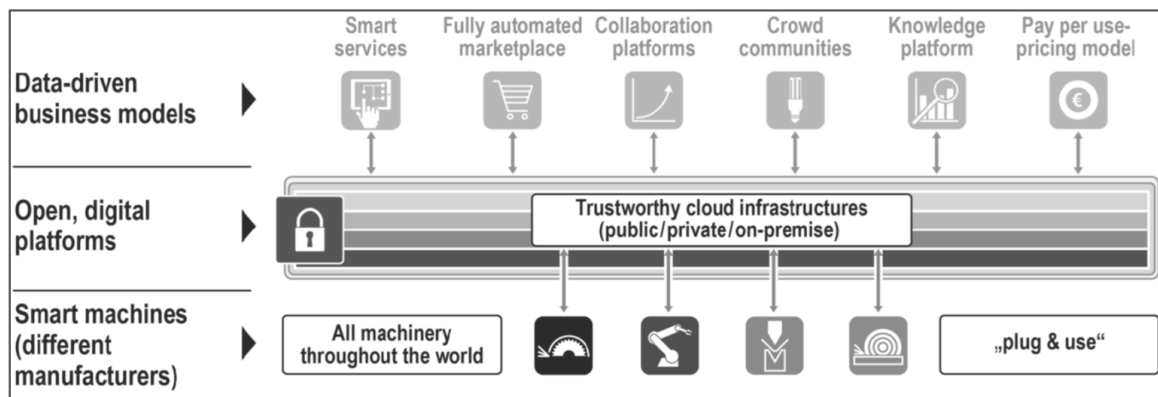 Smart
services
Fully automated
marketplace
Collaboration
platforms
Crowd
communities
Knowledge
platform
Pay per use-
pricing model
Data-driven
business models
€
Open, digital
platforms
Trustworthy cloud infrastructures
(public/private/on-premise)
Smart machines
(different
manufacturers)
All machinery
throughout the world
„plug & use“